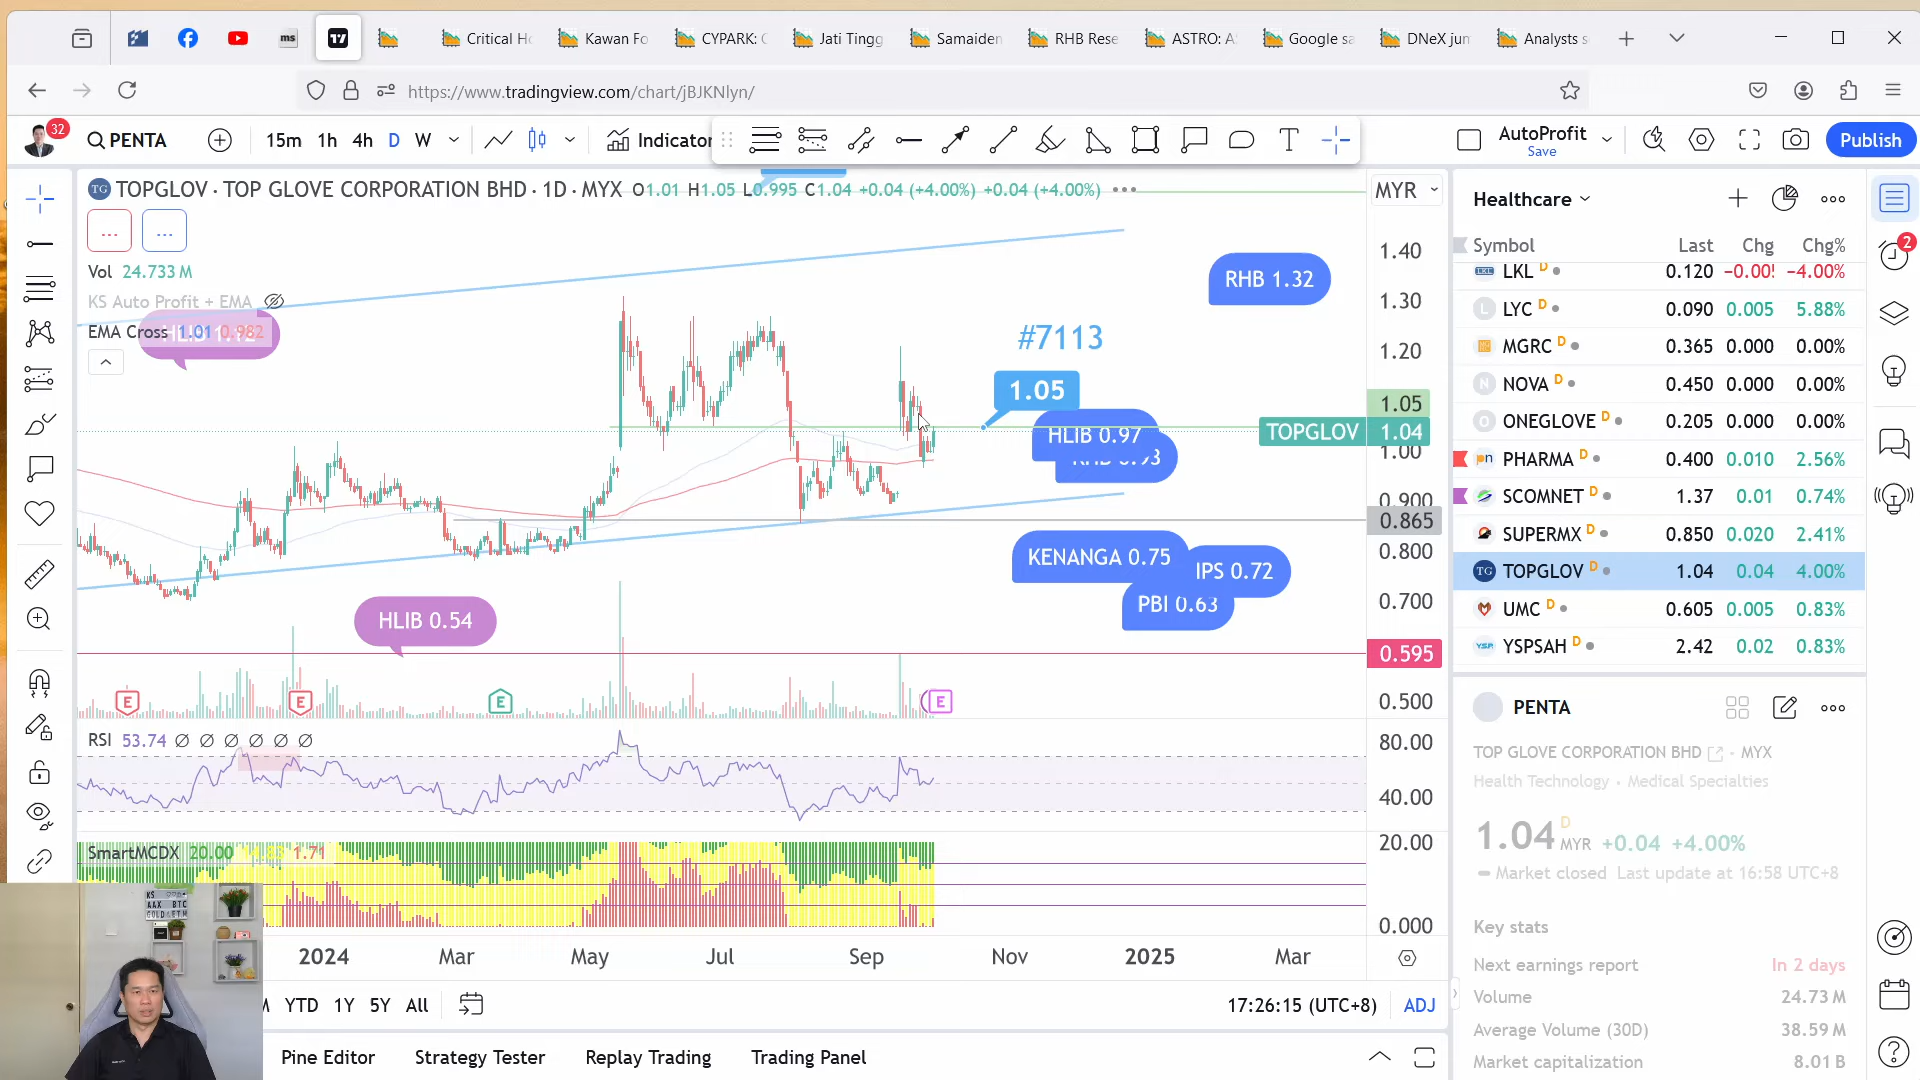 ms
Critical H
Kawan Fo
CYPARK: C
Jati Tingg
Samaiden
RHB Rese
ASTRO: A
Google sa
DNeX jun
Analysts s
https://www.tradingview.com/chart/jBJKNlyn/
32
PENTA
15m 1h 4h D W
Indicator
AutoProfit
Save
Publish
TOPGLOV · TOP GLOVE CORPORATION BHD · 1D · MYX O1.01 H1.05 L0.995 C1.04 +0.04 (+4.00%) +0.04 (+4.00%)
MYR
Vol 24.733 M
KS Auto Profit + EMA
EMA Cross 1.01 0.982
#7113
1.05
RHB 1.32
HLIB 0.97
KENANGA 0.75
IPS 0.72
PBI 0.63
HLIB 0.54
TOPGLOV
1.40
1.30
1.20
1.05
1.04
1.00
0.900
0.865
0.800
0.700
0.595
0.500
E E E E
RSI 53.74 Ø Ø Ø Ø Ø Ø
80.00
40.00
SmartMCDX 20.00 1.71
20.00
0.000
2024 Mar May Jul Sep Nov 2025 Mar
YTD 1Y 5Y All
17:26:15 (UTC+8)
ADJ
Pine Editor
Strategy Tester
Replay Trading
Trading Panel
Healthcare
Symbol Last Chg Chg%
LKL D 0.120 −0.00! −4.00%
LYC D 0.090 0.005 5.88%
MGRC D 0.365 0.000 0.00%
NOVA D 0.450 0.000 0.00%
ONEGLOVE D 0.205 0.000 0.00%
PHARMA D 0.400 0.010 2.56%
SCOMNET D 1.37 0.01 0.74%
SUPERMX D 0.850 0.020 2.41%
TG TOPGLOV D 1.04 0.04 4.00%
UMC D 0.605 0.005 0.83%
YSPSAH D 2.42 0.02 0.83%
2
PENTA
TOP GLOVE CORPORATION BHD · MYX
Health Technology · Medical Specialties
1.04 D MYR +0.04 +4.00%
Market closed Last update at 16:58 UTC+8
Key stats
Next earnings report In 2 days
Volume 24.73 M
Average Volume (30D) 38.59 M
Market capitalization 8.01 B